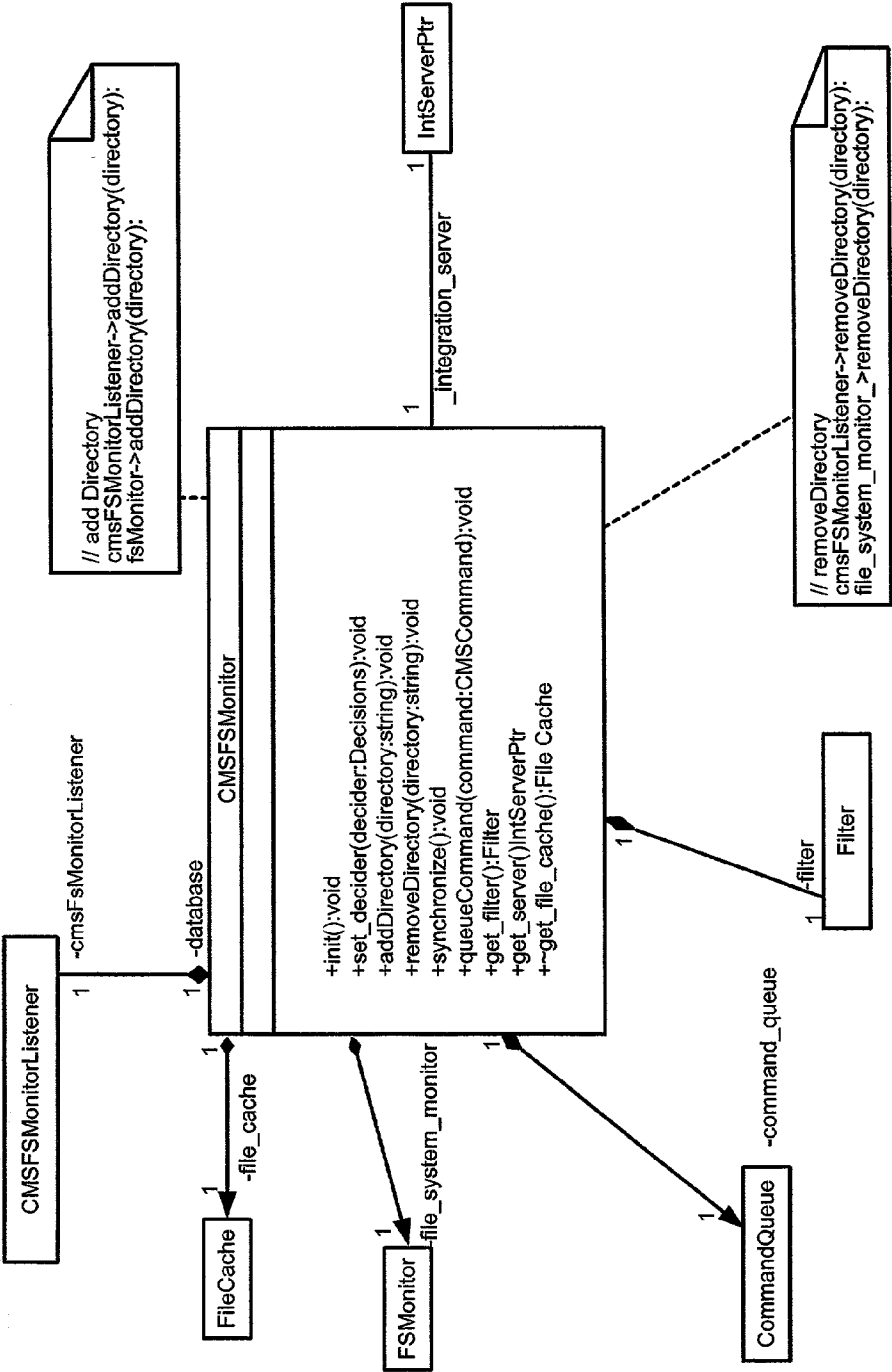 CMSFSMonitorListener
1
-cmsFsMonitorListener
1
-database
// add Directory
cmsFSMonitorListener->addDirectory(directory):
fsMonitor->addDirectory(directory):
FileCache
1
-file_cache
1
CMSFSMonitor
+init():void
+set_decider(decider:Decisions):void
+addDirectory(directory:string):void
+removeDirectory(directory:string):void
+synchronize():void
+queueCommand(command:CMSCommand):void
+get_filter():Filter
+get_server()IntServerPtr
+~get_file_cache():File Cache
1
_integration_server
1
IntServerPtr
FSMonitor
1
-file_system_monitor
1
1
CommandQueue
-command_queue
1
1
-filter
Filter
// removeDirectory
cmsFSMonitorListener->removeDirectory(directory):
file_system_monitor_>removeDirectory(directory):